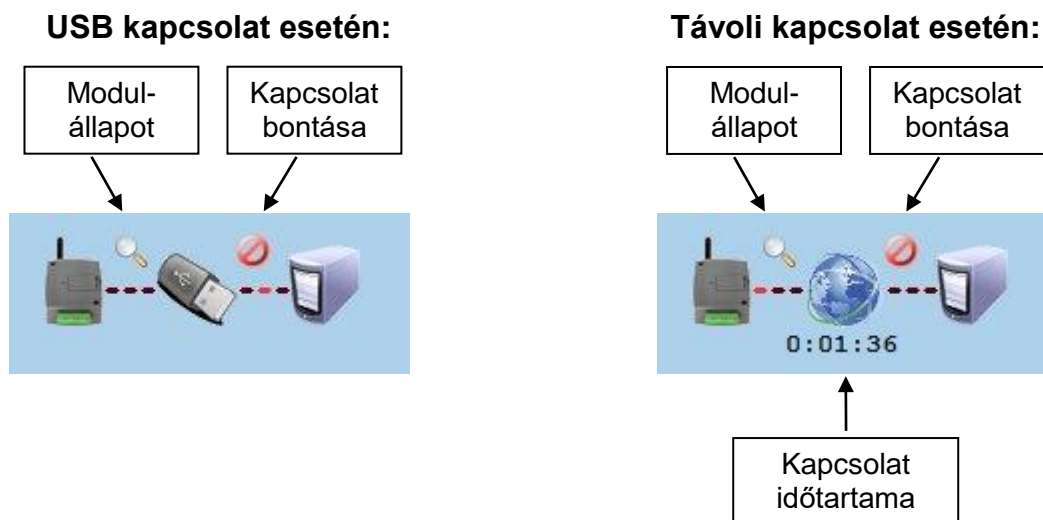 USB kapcsolat esetén:
Modul-
állapot
Kapcsolat
bontása
Távoli kapcsolat esetén:
Modul-
állapot
Kapcsolat
bontása
0:01:36
Kapcsolat
időtartama